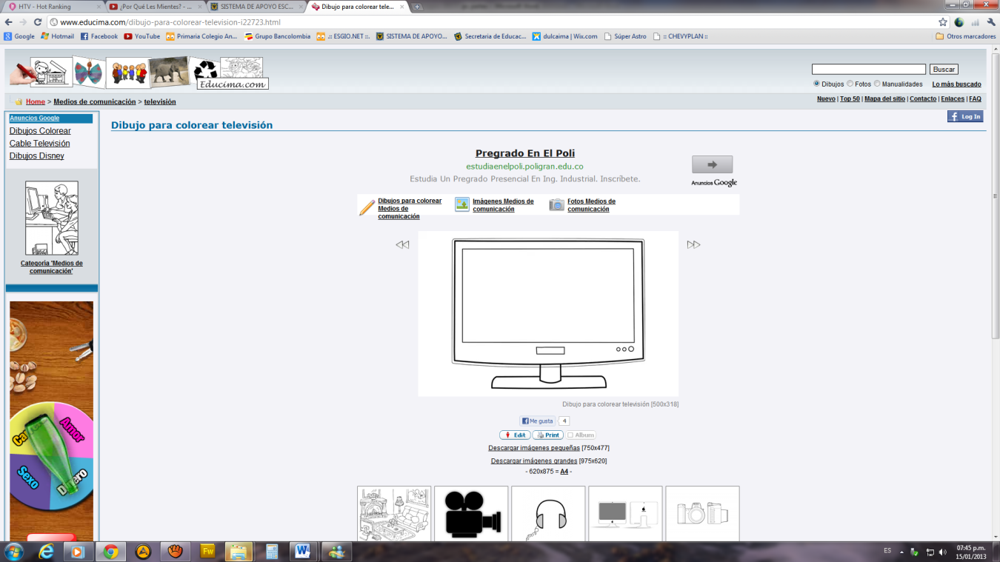 HTV - Hot Ranking
¿Por Qué Les Mientes? - ...
SISTEMA DE APOYO ESC...
Dibujo para colorear tele...
www.educima.com/dibujo-para-colorear-television-i22723.html
Google Hotmail Facebook YouTube Primaria Colegio An... Grupo Bancolombia .:: ESGIO.NET ::. SISTEMA DE APOYO... Secretaria de Educac... dulcaima | Wix.com Súper Astro :: CHEVYPLAN :: Otros marcadores
Educima.com
Buscar
Dibujos Fotos Manualidades Lo más buscado
Home > Medios de comunicación > televisión
Nuevo | Top 50 | Mapa del sitio | Contacto | Enlaces | FAQ
Anuncios Google
Dibujos Colorear
Cable Televisión
Dibujos Disney
Categoría 'Medios de
comunicación'
Amor
Sexo
Dibujo para colorear televisión
Log In
Pregrado En El Poli
estudiaenelpoli.poligran.edu.co
Estudia Un Pregrado Presencial En Ing. Industrial. Inscríbete.
Anuncios Google
Dibujos para colorear
Medios de
comunicación
Imágenes Medios de
comunicación
Fotos Medios de
comunicación
Dibujo para colorear televisión [500x318]
Me gusta 4
Edit Print Album
Descargar imágenes pequeñas [750x477]
Descargar imágenes grandes [975x620]
- 620x875 = A4 -
Fw
W
ES
07:45 p.m.
15/01/2013